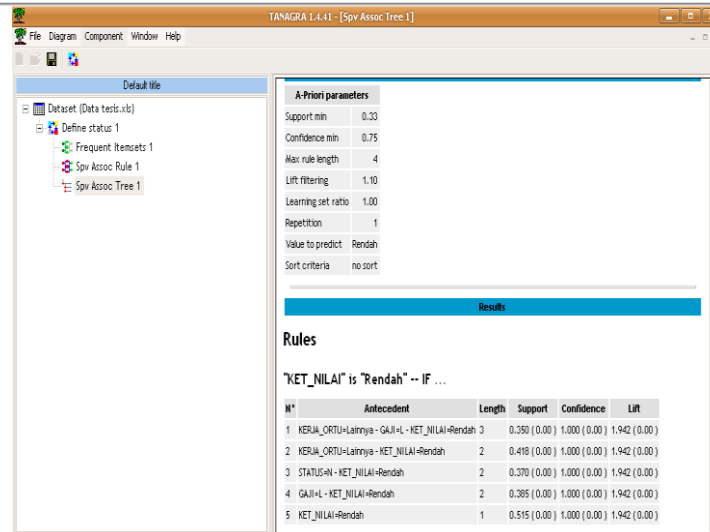 TANAGRA 1.4.41 - [Spv Assoc Tree 1]
File Diagram Component Window Help
Default title
Dataset (Data tesis.xls)
Define status 1
Frequent Itemsets 1
Spv Assoc Rule 1
Spv Assoc Tree 1
A-Priori parameters
Support min 0.33
Confidence min 0.75
Max rule length 4
Lift filtering 1.10
Learning set ratio 1.00
Repetition 1
Value to predict Rendah
Sort criteria no sort
Results
Rules
"KET_NILAI" is "Rendah" -- IF ...
N° Antecedent Length Support Confidence Lift
1 KERJA_ORTU=Lainnya - GAJI=L - KET_NILAI=Rendah 3 0.350 ( 0.00 ) 1.000 ( 0.00 ) 1.942 ( 0.00 )
2 KERJA_ORTU=Lainnya - KET_NILAI=Rendah 2 0.418 ( 0.00 ) 1.000 ( 0.00 ) 1.942 ( 0.00 )
3 STATUS=N - KET_NILAI=Rendah 2 0.370 ( 0.00 ) 1.000 ( 0.00 ) 1.942 ( 0.00 )
4 GAJI=L - KET_NILAI=Rendah 2 0.385 ( 0.00 ) 1.000 ( 0.00 ) 1.942 ( 0.00 )
5 KET_NILAI=Rendah 1 0.515 ( 0.00 ) 1.000 ( 0.00 ) 1.942 ( 0.00 )